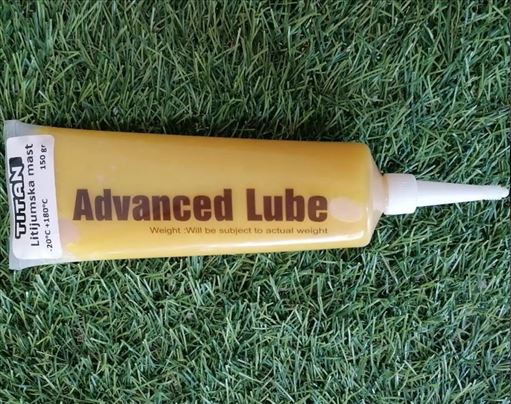 TITAN
Litijumska mast
-20°C +180°C 150 gr
Advanced Lube
Weight :Will be subject to actual weight